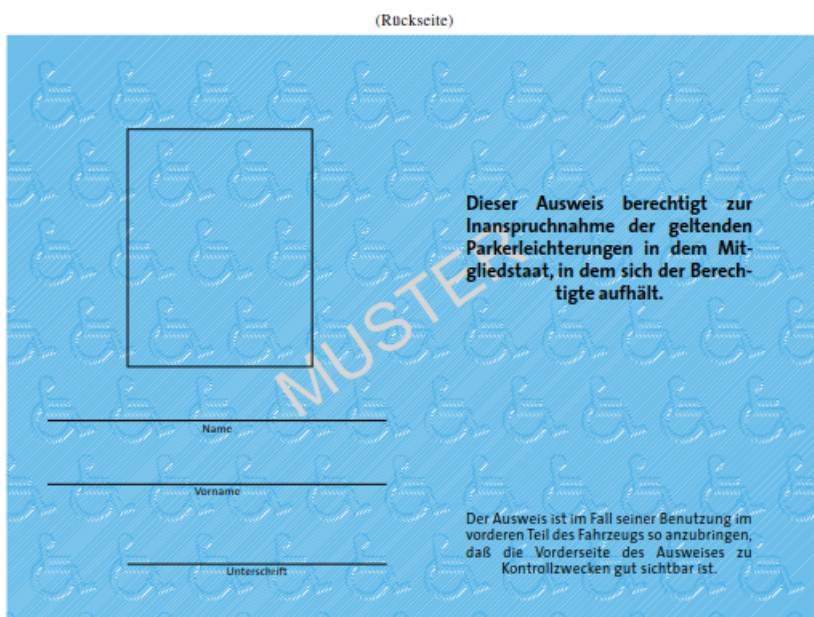 (Rückseite)
Dieser Ausweis berechtigt zur
Inanspruchnahme der geltenden
Parkerleichterungen in dem Mit-
gliedstaat, in dem sich der Berech-
tigte aufhält.
MUSTER
Name
Vorname
Unterschrift
Der Ausweis ist im Fall seiner Benutzung im
vorderen Teil des Fahrzeugs so anzubringen,
daß die Vorderseite des Ausweises zu
Kontrollzwecken gut sichtbar ist.